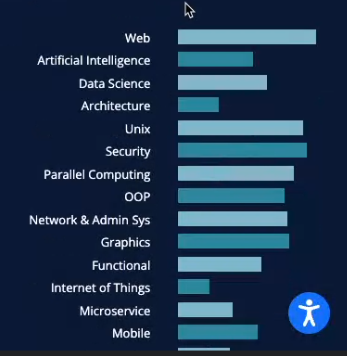 Web
Artificial Intelligence
Data Science
Architecture
Unix
Security
Parallel Computing
OOP
Network & Admin Sys
Graphics
Functional
Internet of Things
Microservice
Mobile